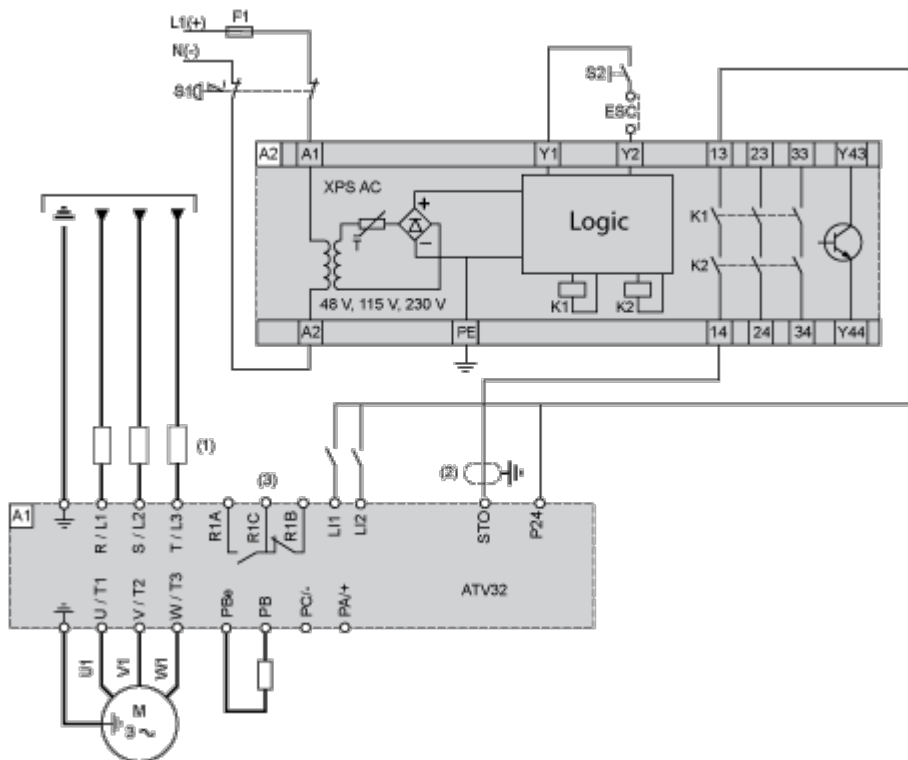 L1(+) F1
N(-)
S1
S2
ESC
A2 A1 Y1 Y2 13 23 33 Y43
XPS AC
+
T
−
Logic
K1
K2
48 V, 115 V, 230 V
K1 K2
A2 PE 14 24 34 Y44
(1)
(2)
(3)
A1
R / L1 S / L2 T / L3 R1A R1C R1B LI1 LI2 STO P24
ATV32
U / T1 V / T2 W / T3 PBe PB PC/- PA/+
U1 V1 W1
M
3 ~